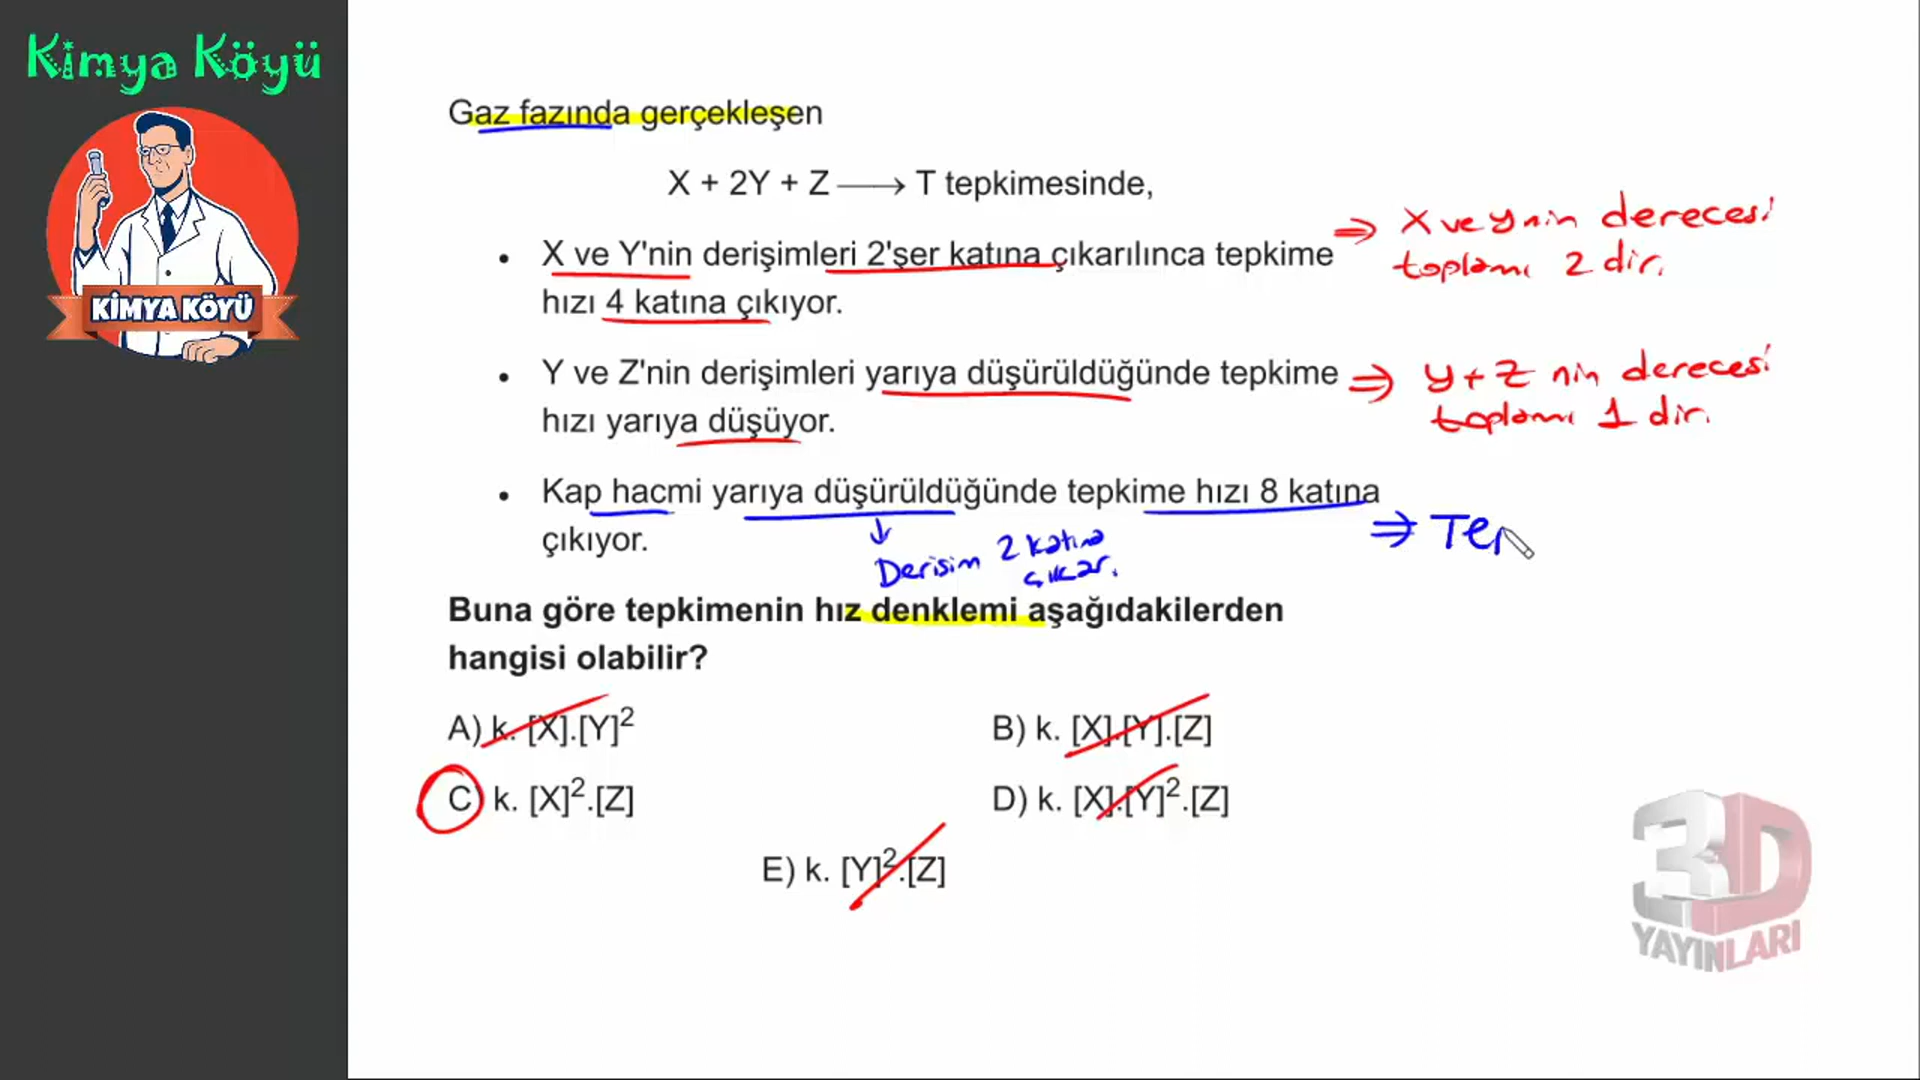 Kimya Köyü
KİMYA KÖYÜ
Gaz fazında gerçekleşen
X + 2Y + Z ⟶ T tepkimesinde,
• X ve Y'nin derişimleri 2'şer katına çıkarılınca tepkime
hızı 4 katına çıkıyor.
⇒ X ve Y nin derecesi
toplamı 2 dir.
• Y ve Z'nin derişimleri yarıya düşürüldüğünde tepkime
hızı yarıya düşüyor.
⇒ Y + Z nin derecesi
toplamı 1 dir.
• Kap hacmi yarıya düşürüldüğünde tepkime hızı 8 katına
çıkıyor.
↓
Derisim 2 katına
çıkar.
⇒ Ter
Buna göre tepkimenin hız denklemi aşağıdakilerden
hangisi olabilir?
A) k. [X].[Y]²
B) k. [X].[Y].[Z]
C) k. [X]².[Z]
D) k. [X].[Y]².[Z]
E) k. [Y]².[Z]
3D
YAYINLARI